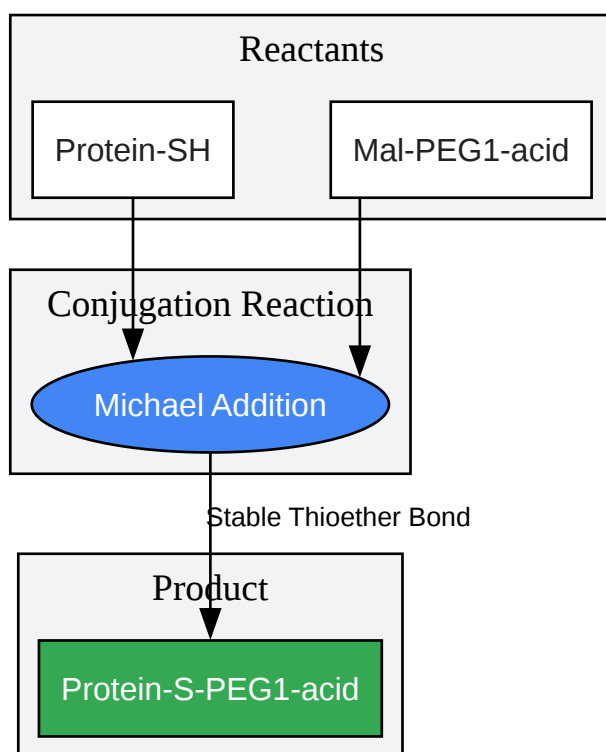 Reactants
Protein-SH
Mal-PEG1-acid
Conjugation Reaction
Michael Addition
Stable Thioether Bond
Product
Protein-S-PEG1-acid